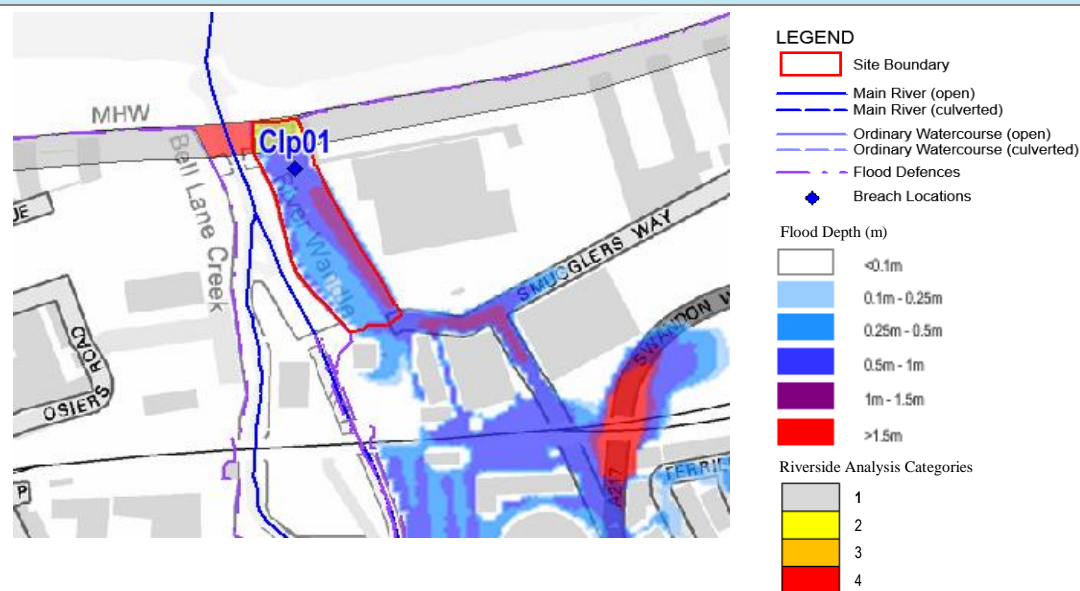 MHW
Clp01
Bell Lane Creek
River Wandle
UE
SMUGGLERS WAY
SWANDON W
OSIERS ROAD
P
A217
TERRI
LEGEND
Site Boundary
Main River (open)
Main River (culverted)
Ordinary Watercourse (open)
Ordinary Watercourse (culverted)
Flood Defences
Breach Locations
Flood Depth (m)
<0.1m
0.1m - 0.25m
0.25m - 0.5m
0.5m - 1m
1m - 1.5m
>1.5m
Riverside Analysis Categories
1
2
3
4